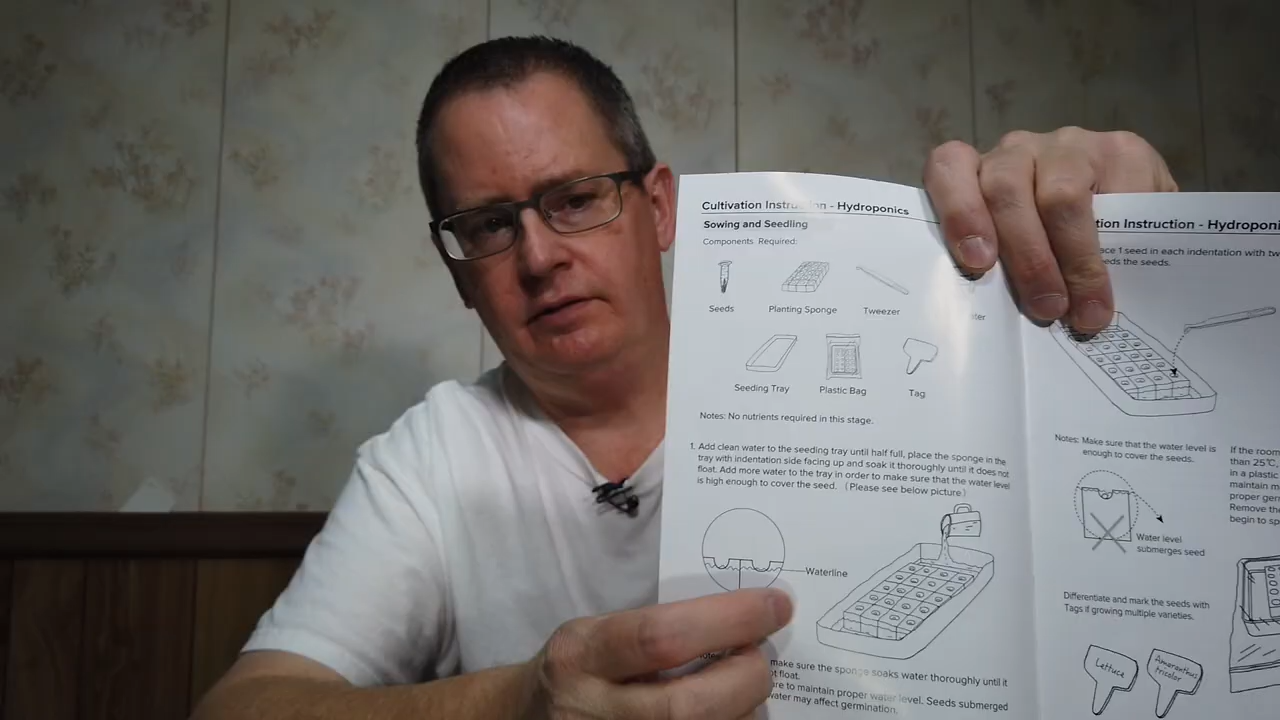 Cultivation Instruction - Hydroponics
Sowing and Seedling
Components Required:
Seeds
Planting Sponge
Tweezer
Seeding Tray
Plastic Bag
Tag
Notes: No nutrients required in this stage.
1. Add clean water to the seeding tray until half full, place the sponge in the
tray with indentation side facing up and soak it thoroughly until it does not
float. Add more water to the tray in order to make sure that the water level
is high enough to cover the seed. (Please see below picture)
Waterline
make sure the sponge soaks water thoroughly until it
float.
to maintain proper water level. Seeds submerged
water may affect germination.
Instruction - Hydroponi
1 seed in each indentation with tw
the seeds.
Notes: Make sure that the water level is
enough to cover the seeds.
Water level
submerges seed
Differentiate and mark the seeds with
Tags if growing multiple varieties.
Lettuce
Amaranthus
tricolor
If the room
than 25°C,
in a plastic
maintain m
proper ger
Remove the
begin to sp